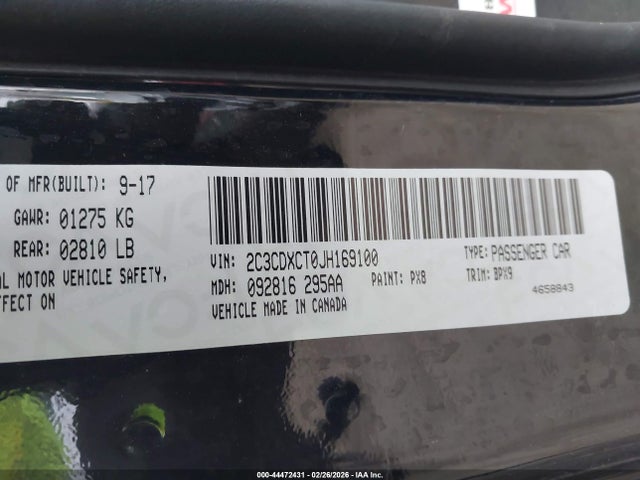 OF MFR(BUILT): 9-17
GAWR: 01275 KG
REAR: 02810 LB
MOTOR VEHICLE SAFETY,
ON
VIN: 2C3CDXCT0JH169100
TYPE: PASSENGER CAR
MDH: 092816 295AA
PAINT: PX8
TRIM: BPX9
VEHICLE MADE IN CANADA
4658843
000-44472431 - 02/26/2026 - IAA Inc.